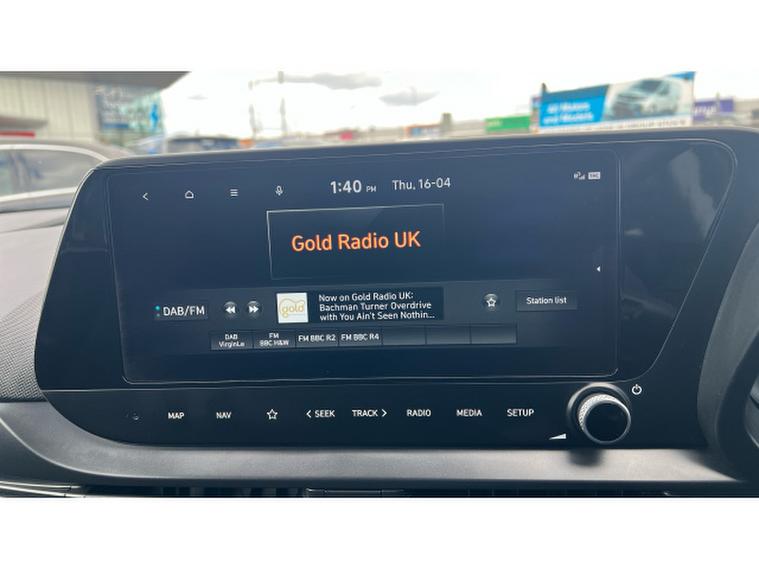 1:40 PM Thu. 16-04
Gold Radio UK
DAB/FM
gold
Now on Gold Radio UK:
Bachman Turner Overdrive
with You Ain't Seen Nothin...
Station list
DAB
VirginLe
FM
BBC H&W
FM BBC R2
FM BBC R4
MAP NAV < SEEK TRACK > RADIO MEDIA SETUP